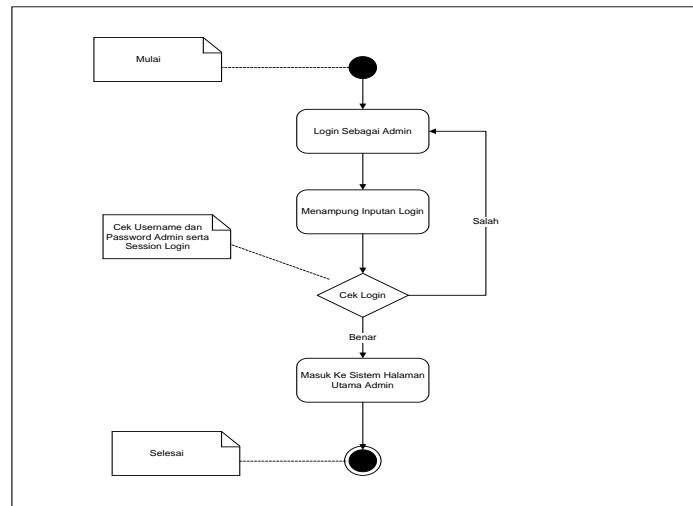 Mulai
Login Sebagai Admin
Menampung Inputan Login
Salah
Cek Username dan
Password Admin serta
Session Login
Cek Login
Benar
Masuk Ke Sistem Halaman
Utama Admin
Selesai